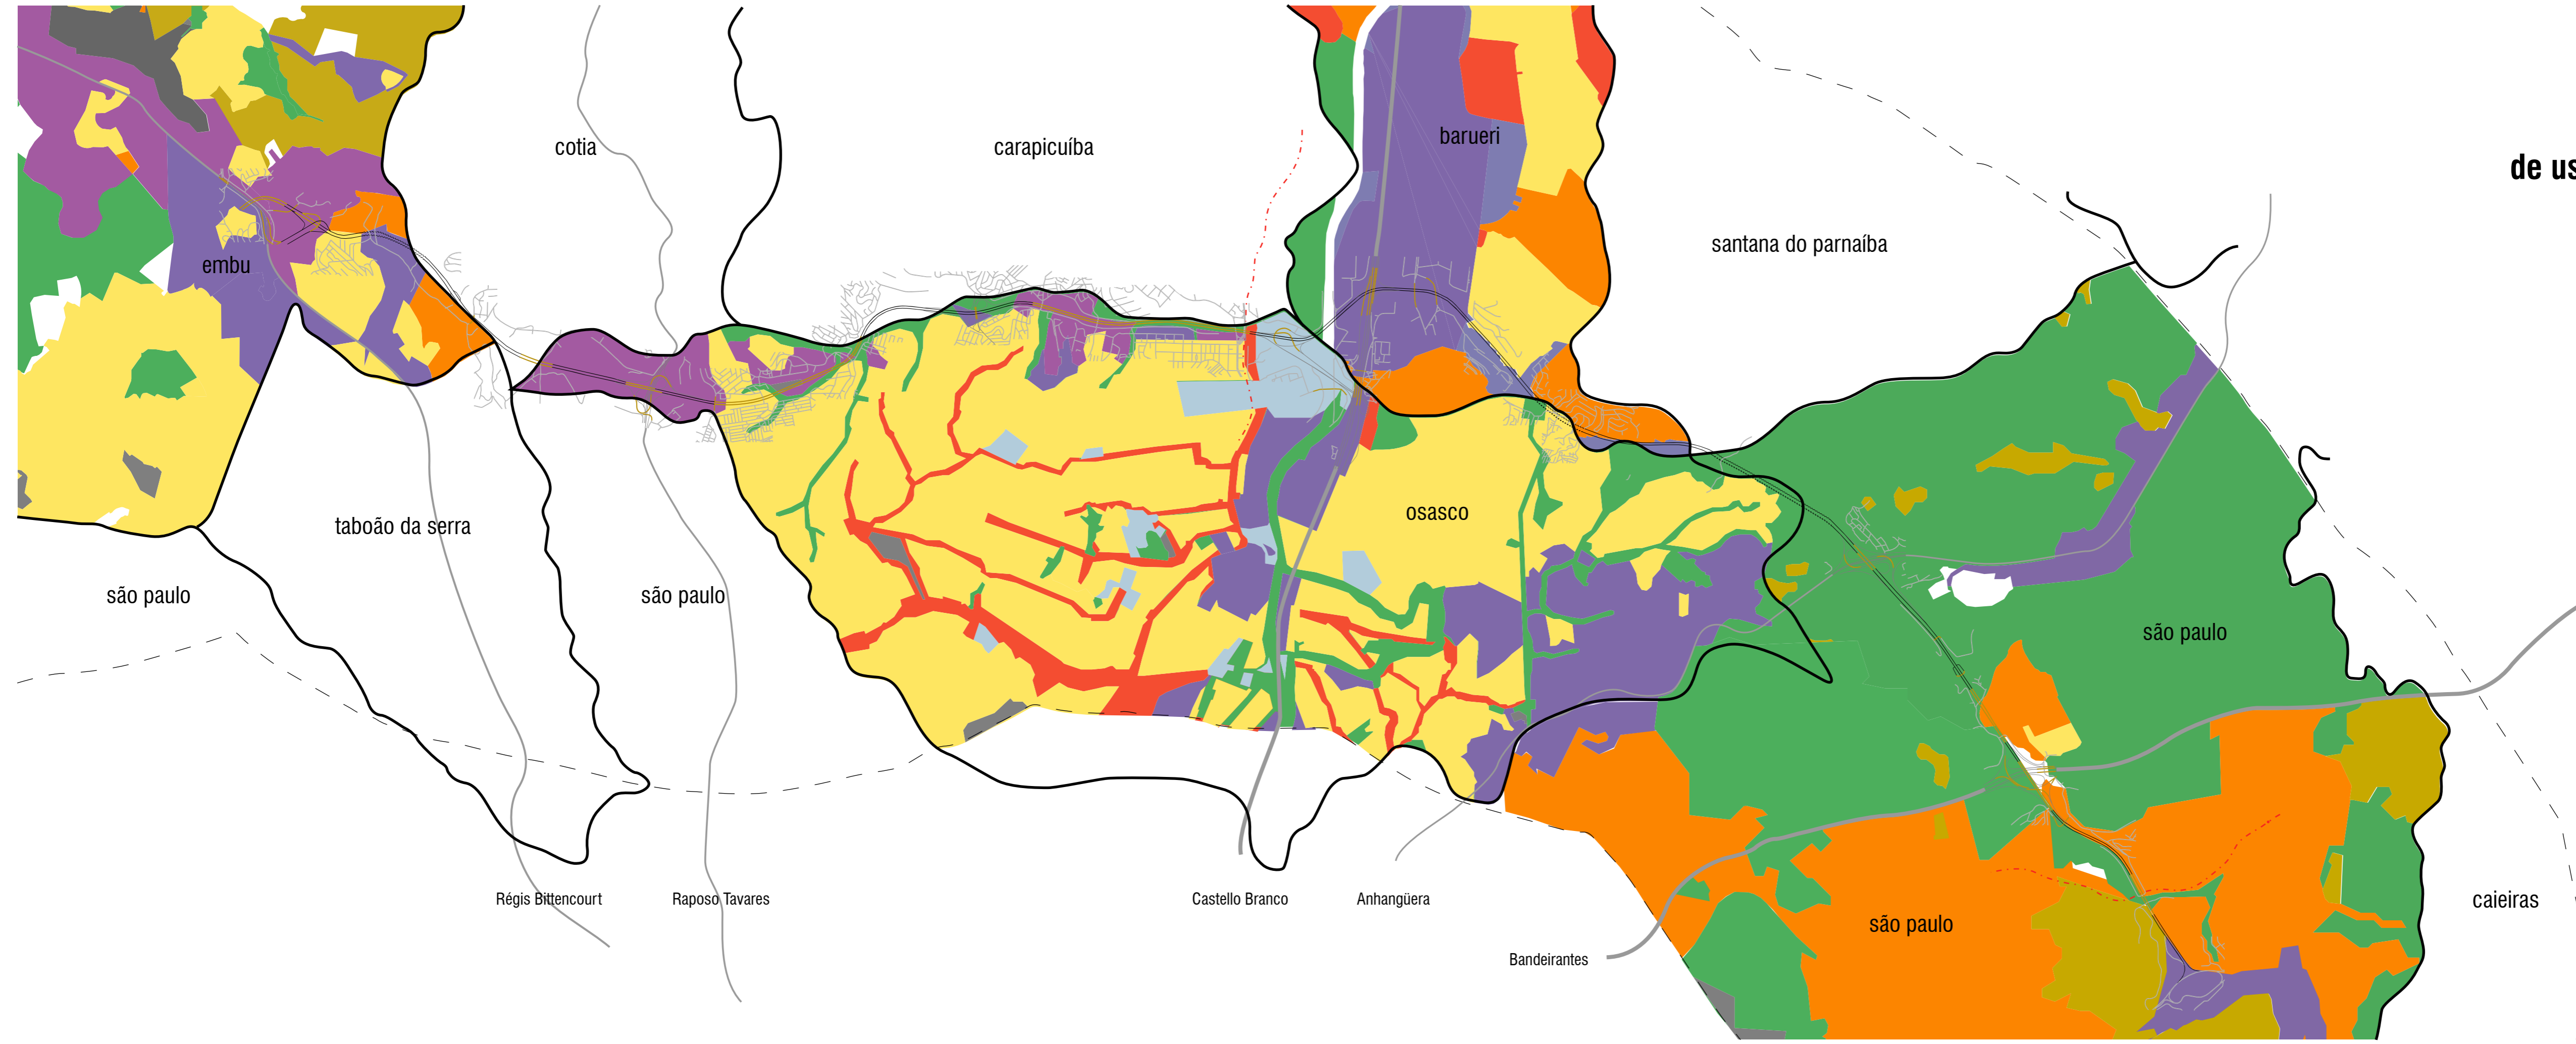 cotia
carapicuíba
barueri
de us
santana do parnaíba
embu
osasco
taboão da serra
são paulo
são paulo
são paulo
Régis Bittencourt
Raposo Tavares
Castello Branco
Anhangüera
caieiras
são paulo
Bandeirantes